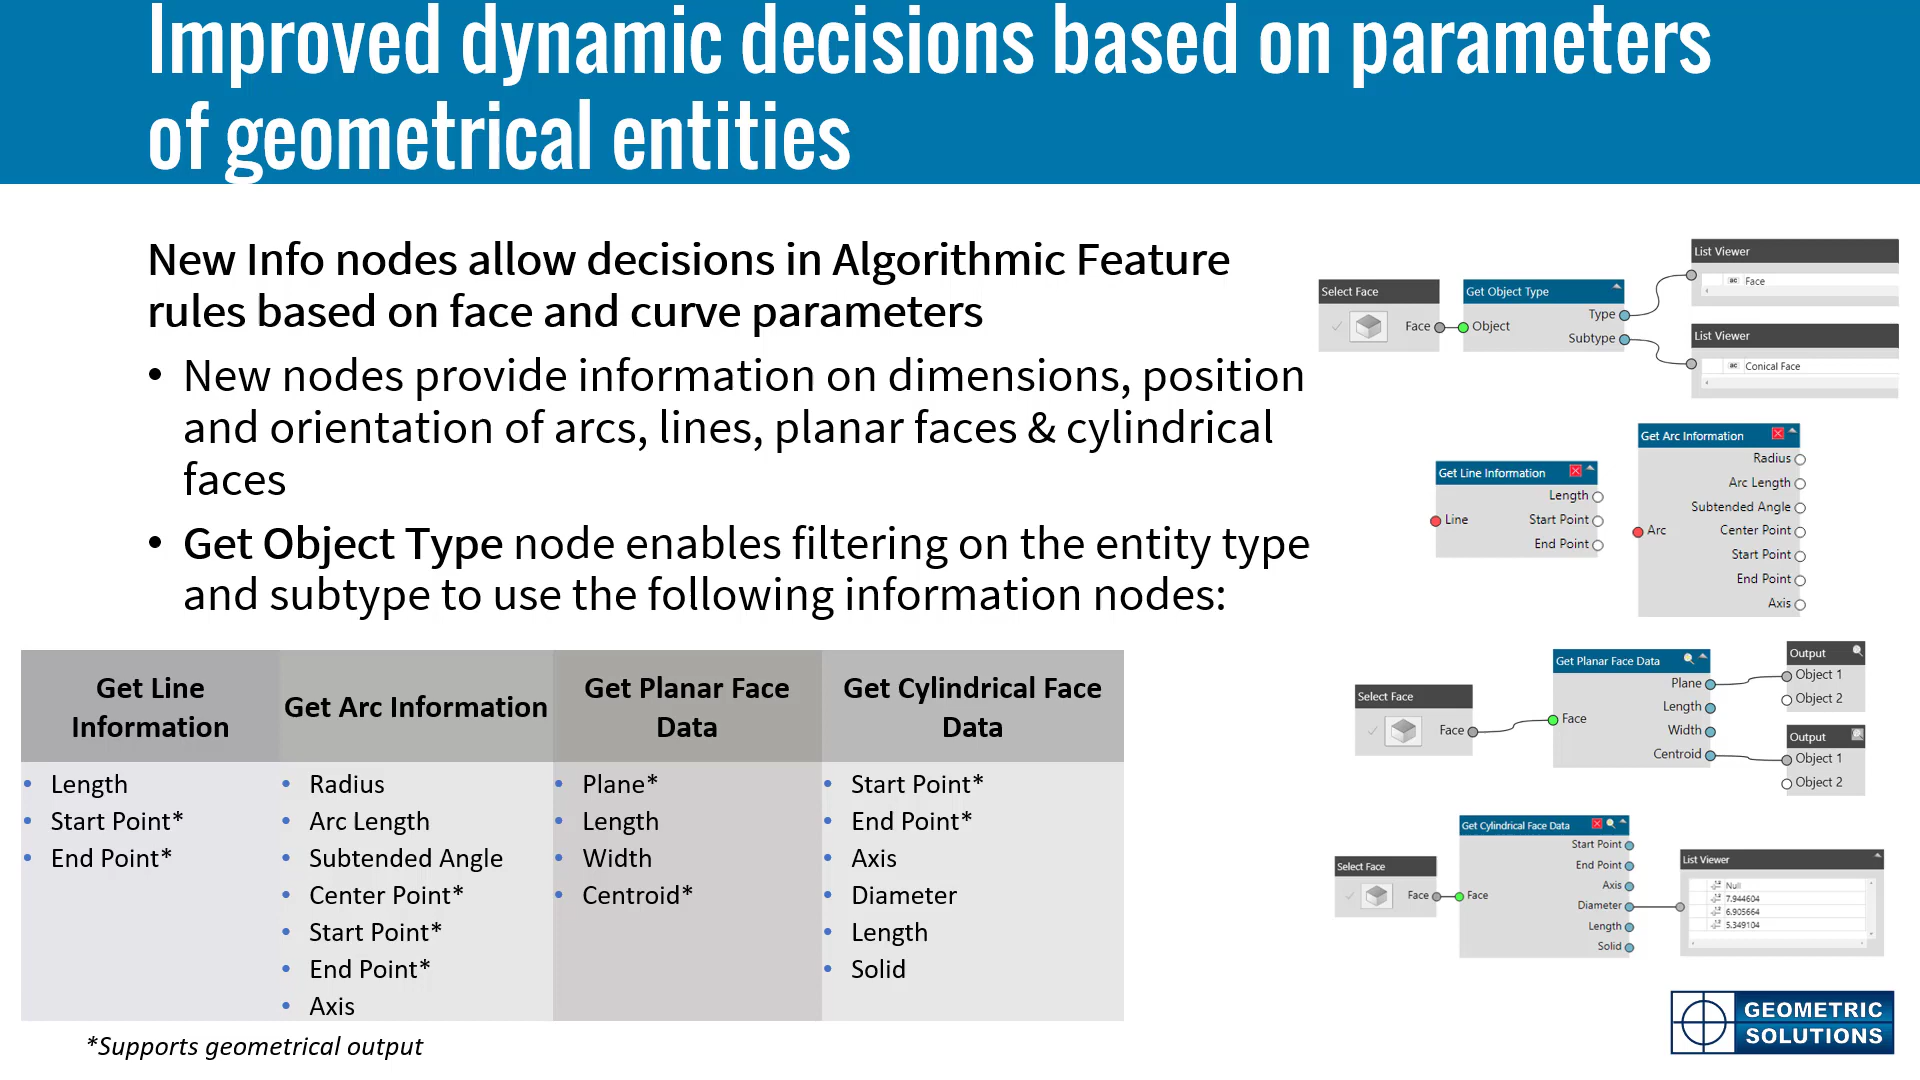 Improved dynamic decisions based on parameters
of geometrical entities
New Info nodes allow decisions in Algorithmic Feature
rules based on face and curve parameters
• New nodes provide information on dimensions, position
and orientation of arcs, lines, planar faces & cylindrical
faces
• Get Object Type node enables filtering on the entity type
and subtype to use the following information nodes:
Get Line
Information
• Length
• Start Point*
• End Point*
Get Arc Information
• Radius
• Arc Length
• Subtended Angle
• Center Point*
• Start Point*
• End Point*
• Axis
Get Planar Face
Data
• Plane*
• Length
• Width
• Centroid*
Get Cylindrical Face
Data
• Start Point*
• End Point*
• Axis
• Diameter
• Length
• Solid
*Supports geometrical output
Select Face
Face
Get Object Type
Object
Type
Subtype
List Viewer
Face
List Viewer
Conical Face
Get Line Information
Line
Length
Start Point
End Point
Get Arc Information
Arc
Radius
Arc Length
Subtended Angle
Center Point
Start Point
End Point
Axis
Select Face
Face
Get Planar Face Data
Face
Plane
Length
Width
Centroid
Output
Object 1
Object 2
Output
Object 1
Object 2
Select Face
Face
Get Cylindrical Face Data
Face
Start Point
End Point
Axis
Diameter
Length
Solid
List Viewer
Null
7.944604
6.905664
5.349104
GEOMETRIC
SOLUTIONS